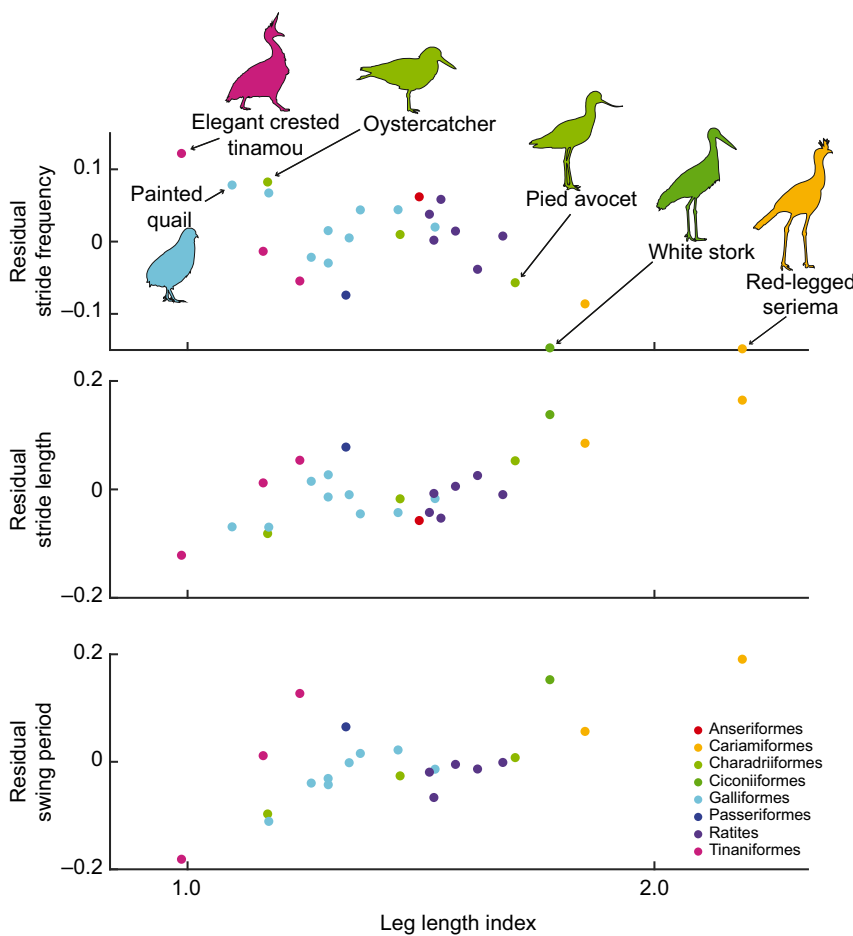 Elegant crested
tinamou
Oystercatcher
Painted
quail
Pied avocet
White stork
Red-legged
seriema
Residual
stride frequency
0.1
0
–0.1
Residual
stride length
0.2
0
–0.2
Residual
swing period
0.2
0
–0.2
Anseriformes
Cariamiformes
Charadriiformes
Ciconiiformes
Galliformes
Passeriformes
Ratites
Tinaniformes
1.0
2.0
Leg length index